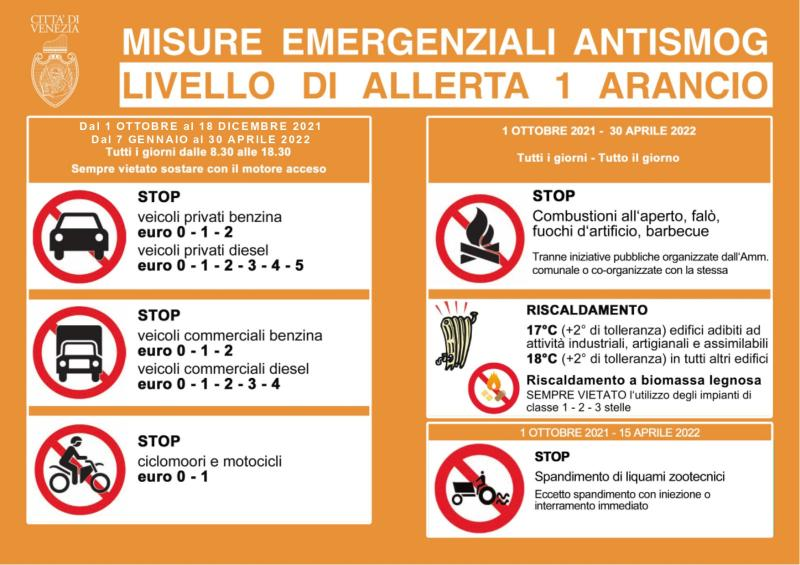 CITTA' DI
VENEZIA
MISURE EMERGENZIALI ANTISMOG
LIVELLO DI ALLERTA 1 ARANCIO
Dal 1 OTTOBRE al 18 DICEMBRE 2021
Dal 7 GENNAIO al 30 APRILE 2022
Tutti i giorni dalle 8.30 alle 18.30
Sempre vietato sostare con il motore acceso
STOP
veicoli privati benzina
euro 0 - 1 - 2
veicoli privati diesel
euro 0 - 1 - 2 - 3 - 4 - 5
STOP
veicoli commerciali benzina
euro 0 - 1 - 2
veicoli commerciali diesel
euro 0 - 1 - 2 - 3 - 4
STOP
ciclomoori e motocicli
euro 0 - 1
1 OTTOBRE 2021 - 30 APRILE 2022
Tutti i giorni - Tutto il giorno
STOP
Combustioni all'aperto, falò,
fuochi d'artificio, barbecue
Tranne iniziative pubbliche organizzate dall'Amm.
comunale o co-organizzate con la stessa
RISCALDAMENTO
17°C (+2° di tolleranza) edifici adibiti ad
attività industriali, artigianali e assimilabili
18°C (+2° di tolleranza) in tutti altri edifici
Riscaldamento a biomassa legnosa
SEMPRE VIETATO l'utilizzo degli impianti di
classe 1 - 2 - 3 stelle
1 OTTOBRE 2021 - 15 APRILE 2022
STOP
Spandimento di liquami zootecnici
Eccetto spandimento con iniezione o
interramento immediato